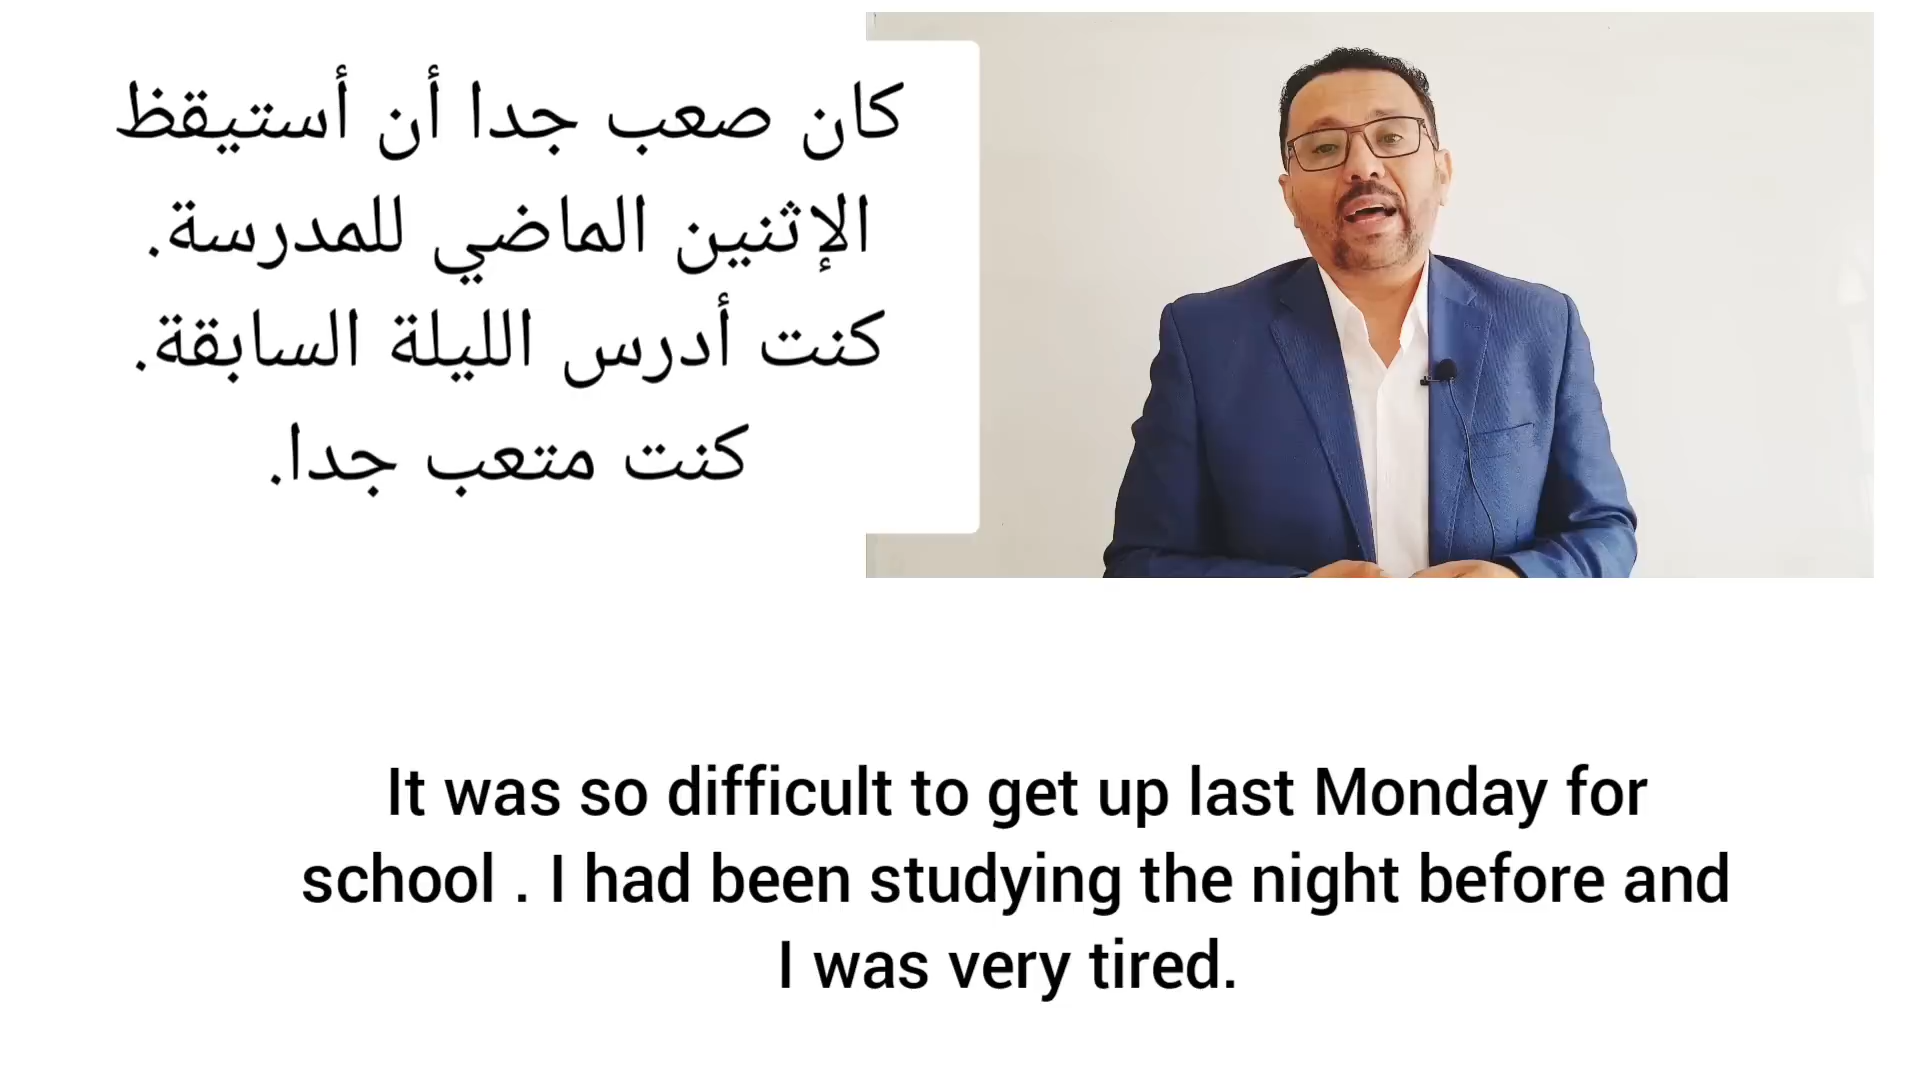 كان صعب جدا أن أستيقظ
الإثنين الماضي للمدرسة.
كنت أدرس الليلة السابقة.
كنت متعب جدا.
It was so difficult to get up last Monday for
school . I had been studying the night before and
I was very tired.